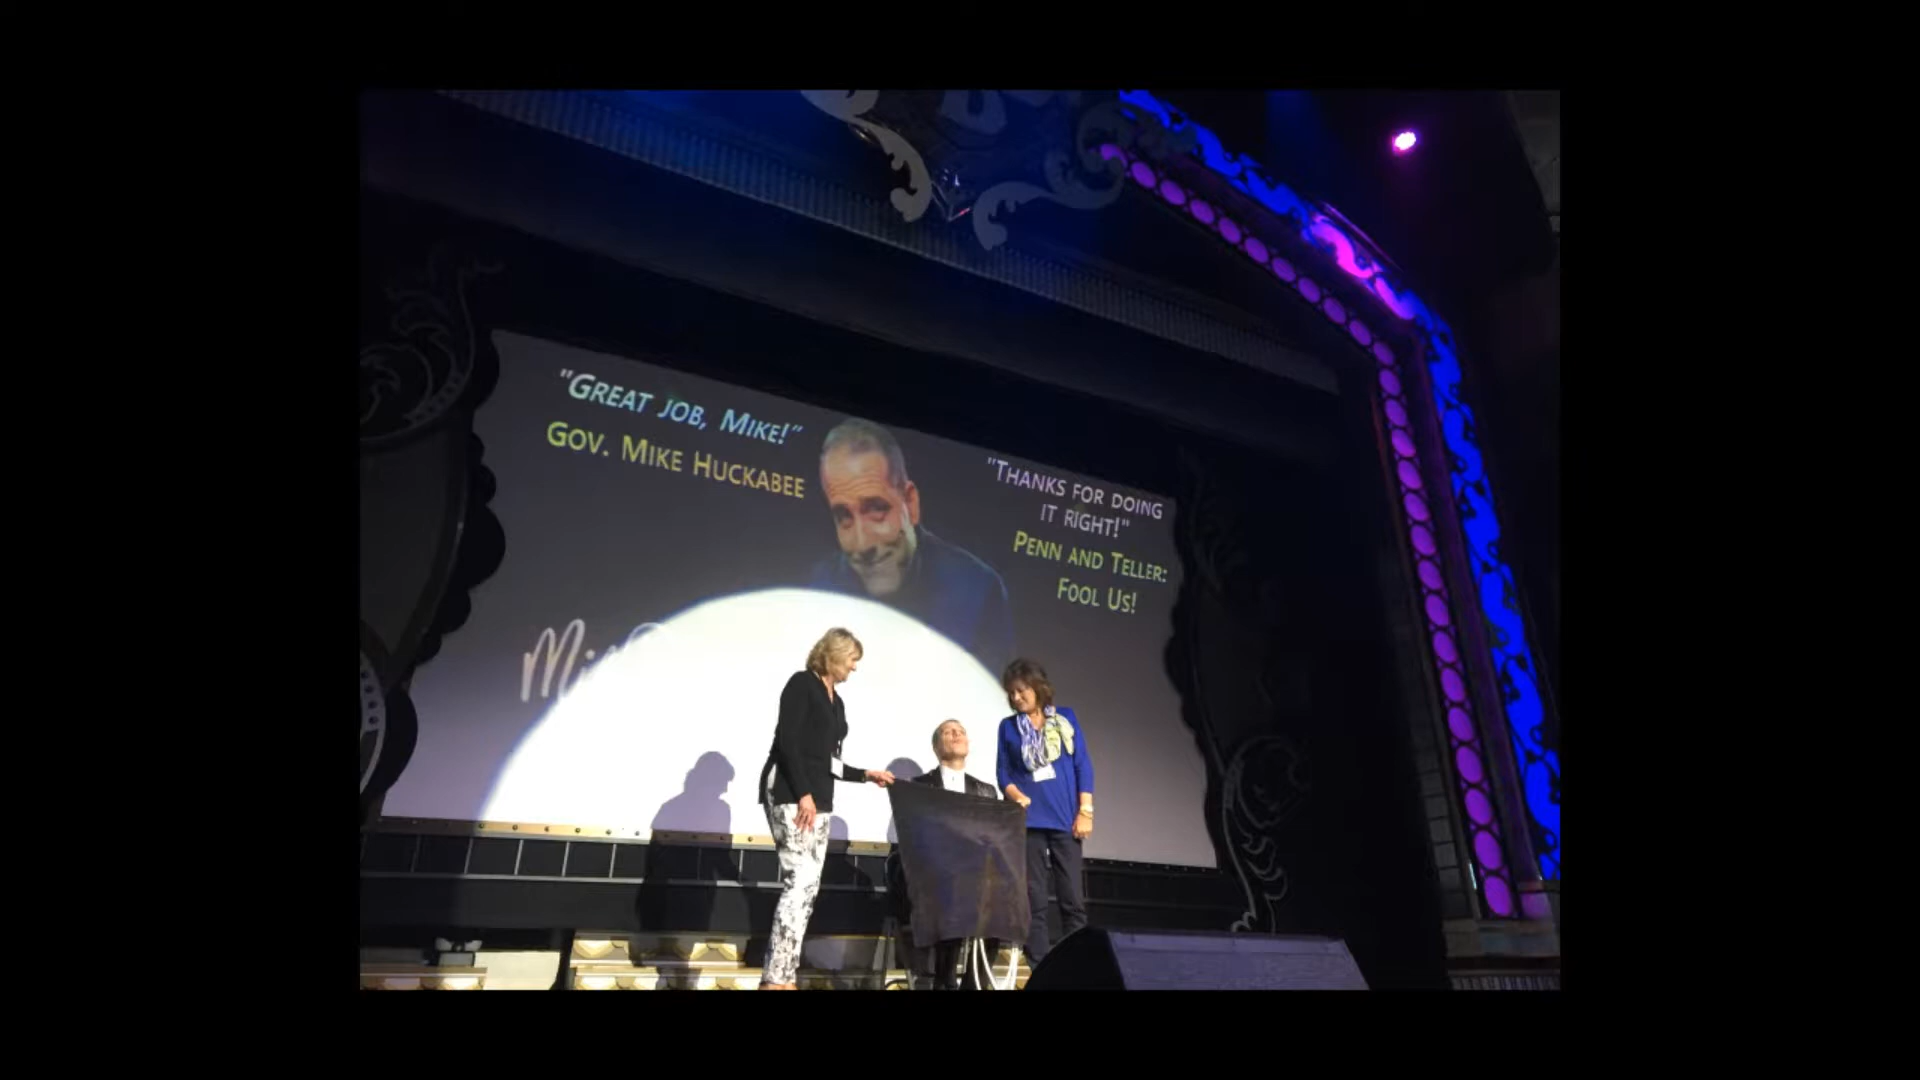 "GREAT JOB, MIKE!"
GOV. MIKE HUCKABEE
"THANKS FOR DOING
IT RIGHT!"
PENN AND TELLER:
FOOL US!